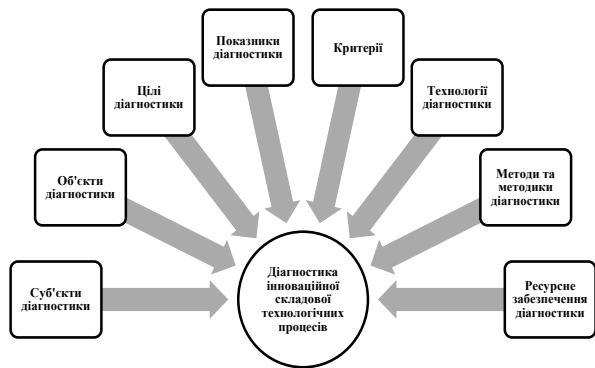 Показники
діагностики
Критерії
Цілі
діагностики
Технології
діагностики
Об'єкти
діагностики
Методи та
методики
діагностики
Суб'єкти
діагностики
Діагностика
інноваційної
складової
технологічних
процесів
Ресурсне
забезпечення
діагностики